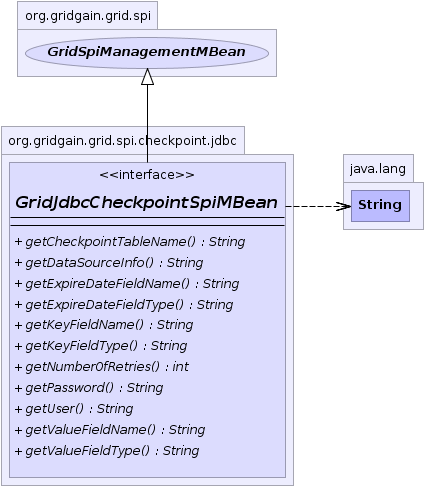 org.gridgain.grid.spi
GridSpiManagementMBean
org.gridgain.grid.spi.checkpoint.jdbc
<<interface>>
GridJdbcCheckpointSpiMBean
java.lang
String
+ getCheckpointTableName() : String
+ getDataSourceInfo() : String
+ getExpireDateFieldName() : String
+ getExpireDateFieldType() : String
+ getKeyFieldName() : String
+ getKeyFieldType() : String
+ getNumberOfRetries() : int
+ getPassword() : String
+ getUser() : String
+ getValueFieldName() : String
+ getValueFieldType() : String